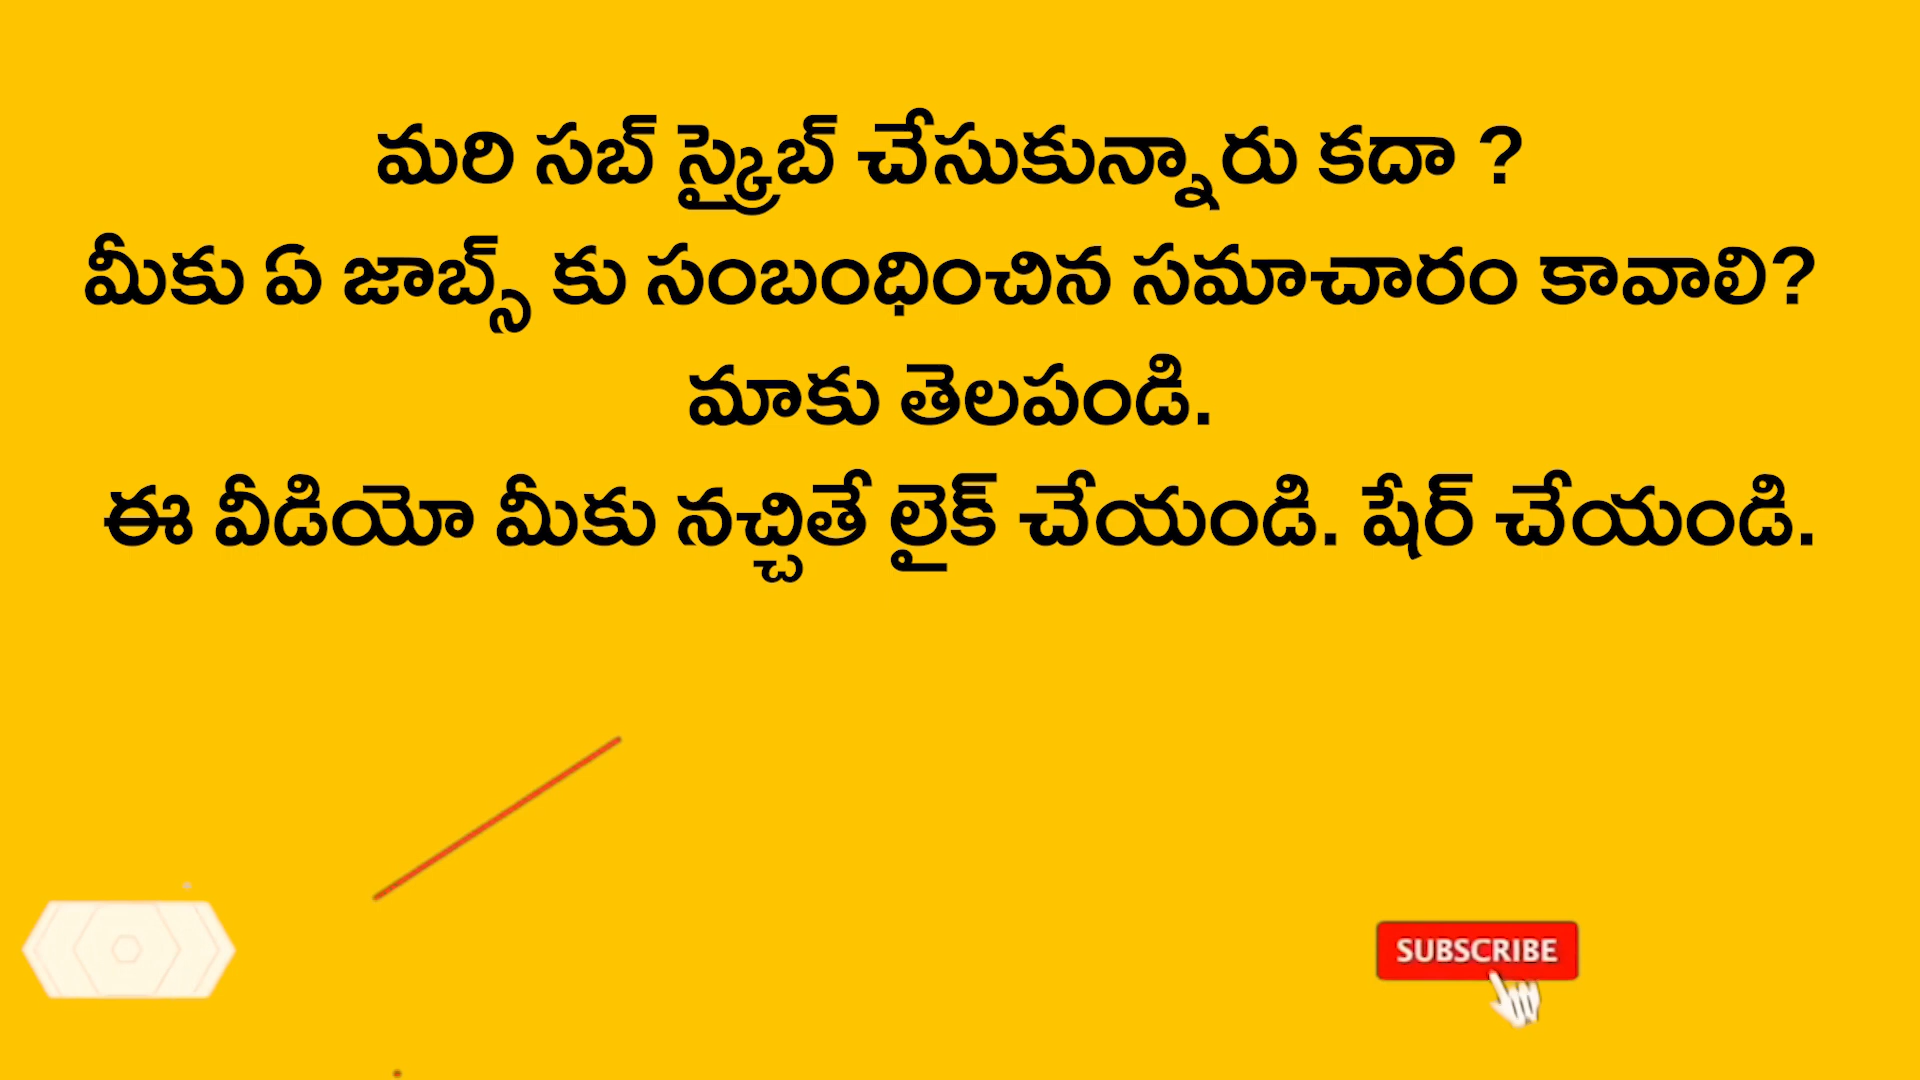 మరి సబ్ స్క్రైబ్ చేసుకున్నారు కదా ?
మీకు ఏ జాబ్స్ కు సంబంధించిన సమాచారం కావాలి?
మాకు తెలపండి.
ఈ వీడియో మీకు నచ్చితే లైక్ చేయండి. షేర్ చేయండి.
SUBSCRIBE